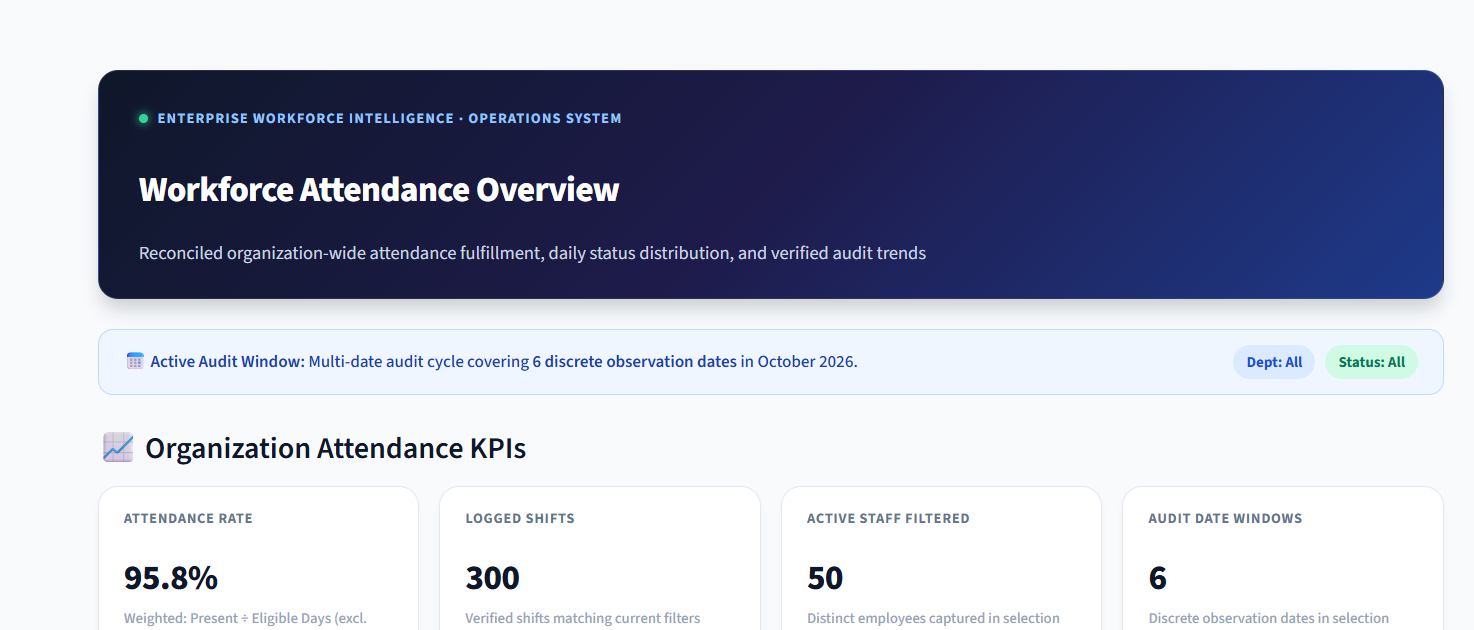 ENTERPRISE WORKFORCE INTELLIGENCE · OPERATIONS SYSTEM
Workforce Attendance Overview
Reconciled organization-wide attendance fulfillment, daily status distribution, and verified audit trends
Active Audit Window: Multi-date audit cycle covering 6 discrete observation dates in October 2026.
Dept: All
Status: All
Organization Attendance KPIs
ATTENDANCE RATE
95.8%
Weighted: Present ÷ Eligible Days (excl.
LOGGED SHIFTS
300
Verified shifts matching current filters
ACTIVE STAFF FILTERED
50
Distinct employees captured in selection
AUDIT DATE WINDOWS
6
Discrete observation dates in selection